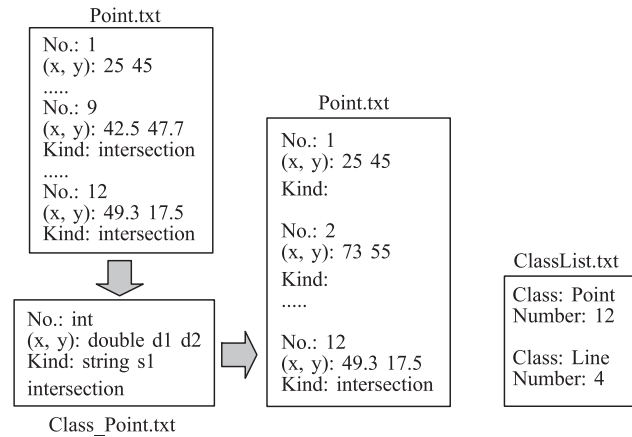 Point.txt
No.: 1
(x, y): 25 45
.....
No.: 9
(x, y): 42.5 47.7
Kind: intersection
.....
No.: 12
(x, y): 49.3 17.5
Kind: intersection
No.: int
(x, y): double d1 d2
Kind: string s1
intersection
Class_Point.txt
Point.txt
No.: 1
(x, y): 25 45
Kind:
No.: 2
(x, y): 73 55
Kind:
.....
No.: 12
(x, y): 49.3 17.5
Kind: intersection
ClassList.txt
Class: Point
Number: 12
Class: Line
Number: 4